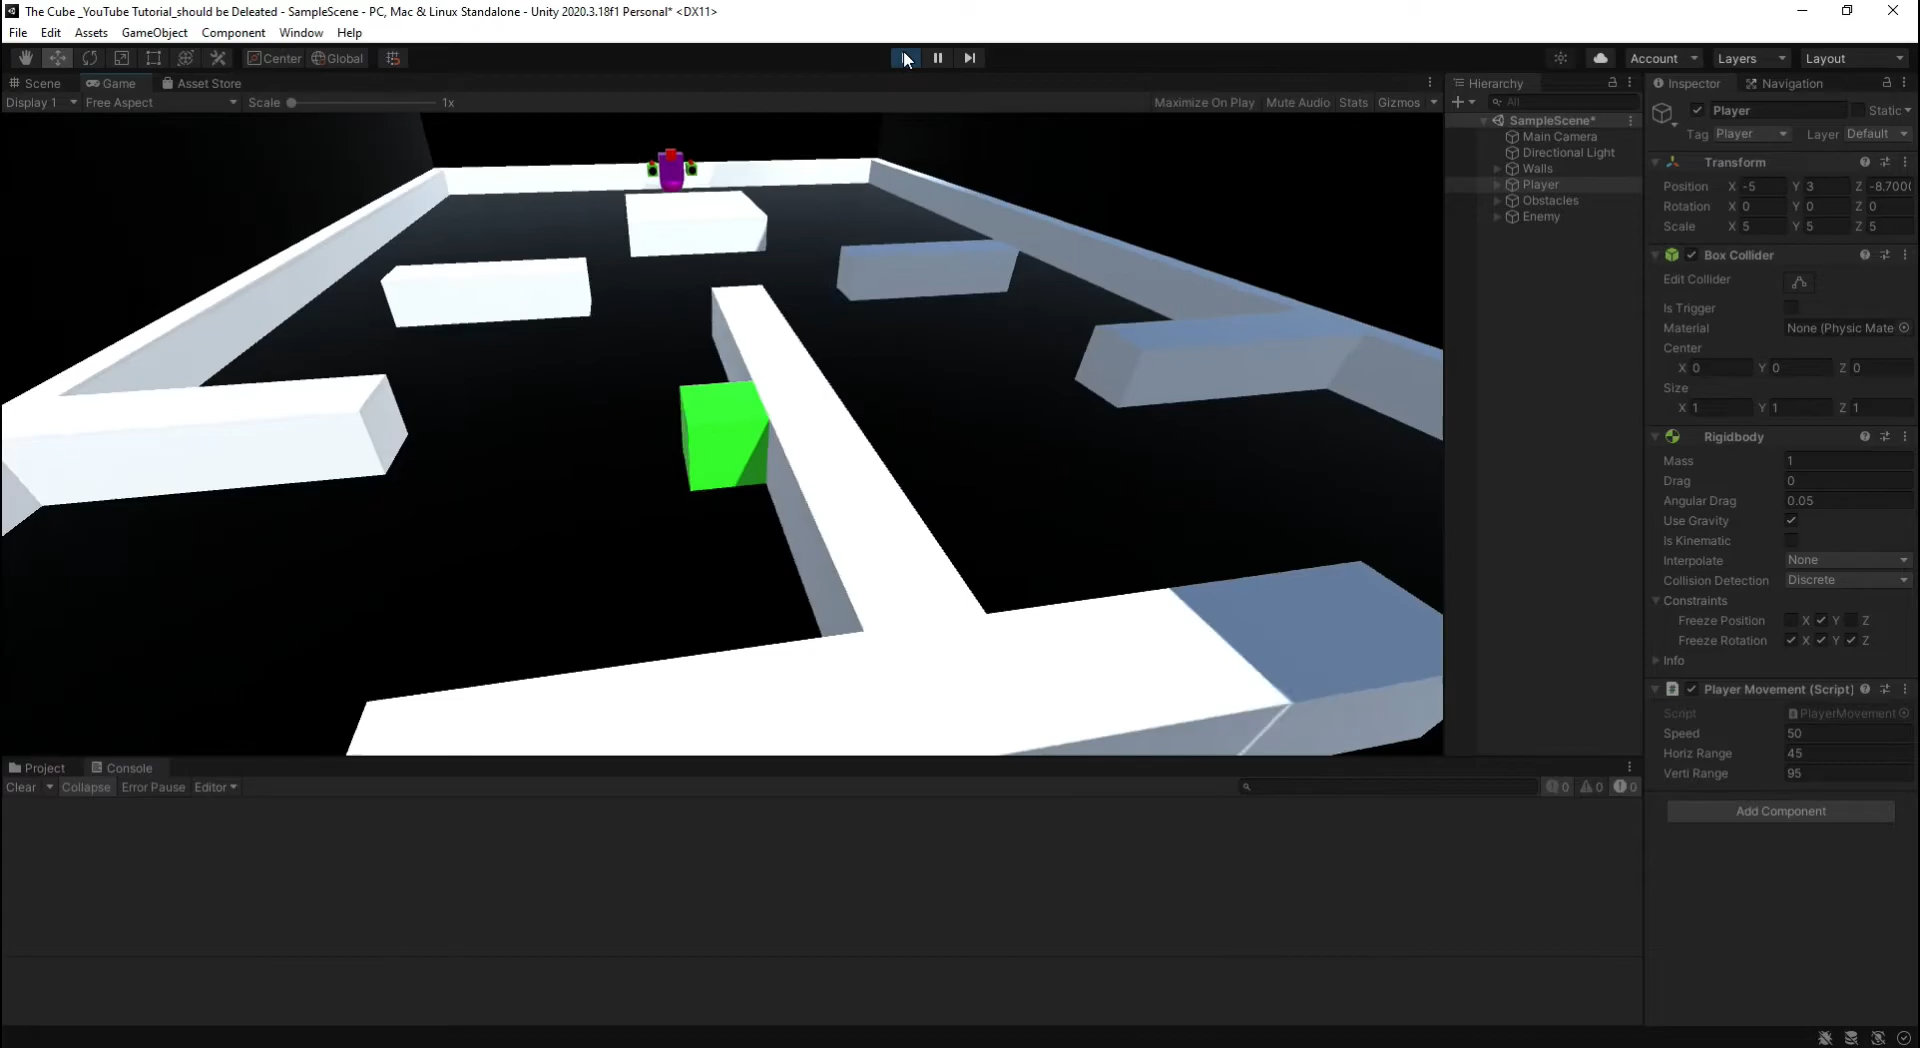 The Cube _YouTube Tutorial_should be Deleated - SampleScene - PC, Mac & Linux Standalone - Unity 2020.3.18f1 Personal* <DX11>
File Edit Assets GameObject Component Window Help
Center Global Account Layers Layout
Scene Game Asset Store
Display 1 Free Aspect Scale 1x Maximize On Play Mute Audio Stats Gizmos
Hierarchy
All
SampleScene*
Main Camera
Directional Light
Walls
Player
Obstacles
Enemy
Inspector Navigation
Player Static
Tag Player Layer Default
Transform
Position X -5 Y 3 Z -8.700(
Rotation X 0 Y 0 Z 0
Scale X 5 Y 5 Z 5
Box Collider
Edit Collider
Is Trigger
Material None (Physic Mate
Center
X 0 Y 0 Z 0
Size
X 1 Y 1 Z 1
Rigidbody
Mass 1
Drag 0
Angular Drag 0.05
Use Gravity
Is Kinematic
Interpolate None
Collision Detection Discrete
Constraints
Freeze Position X Y Z
Freeze Rotation X Y Z
Info
Player Movement (Script)
Script PlayerMovement
Speed 50
Horiz Range 45
Verti Range 95
Add Component
Project Console
Clear Collapse Error Pause Editor 0 0 0